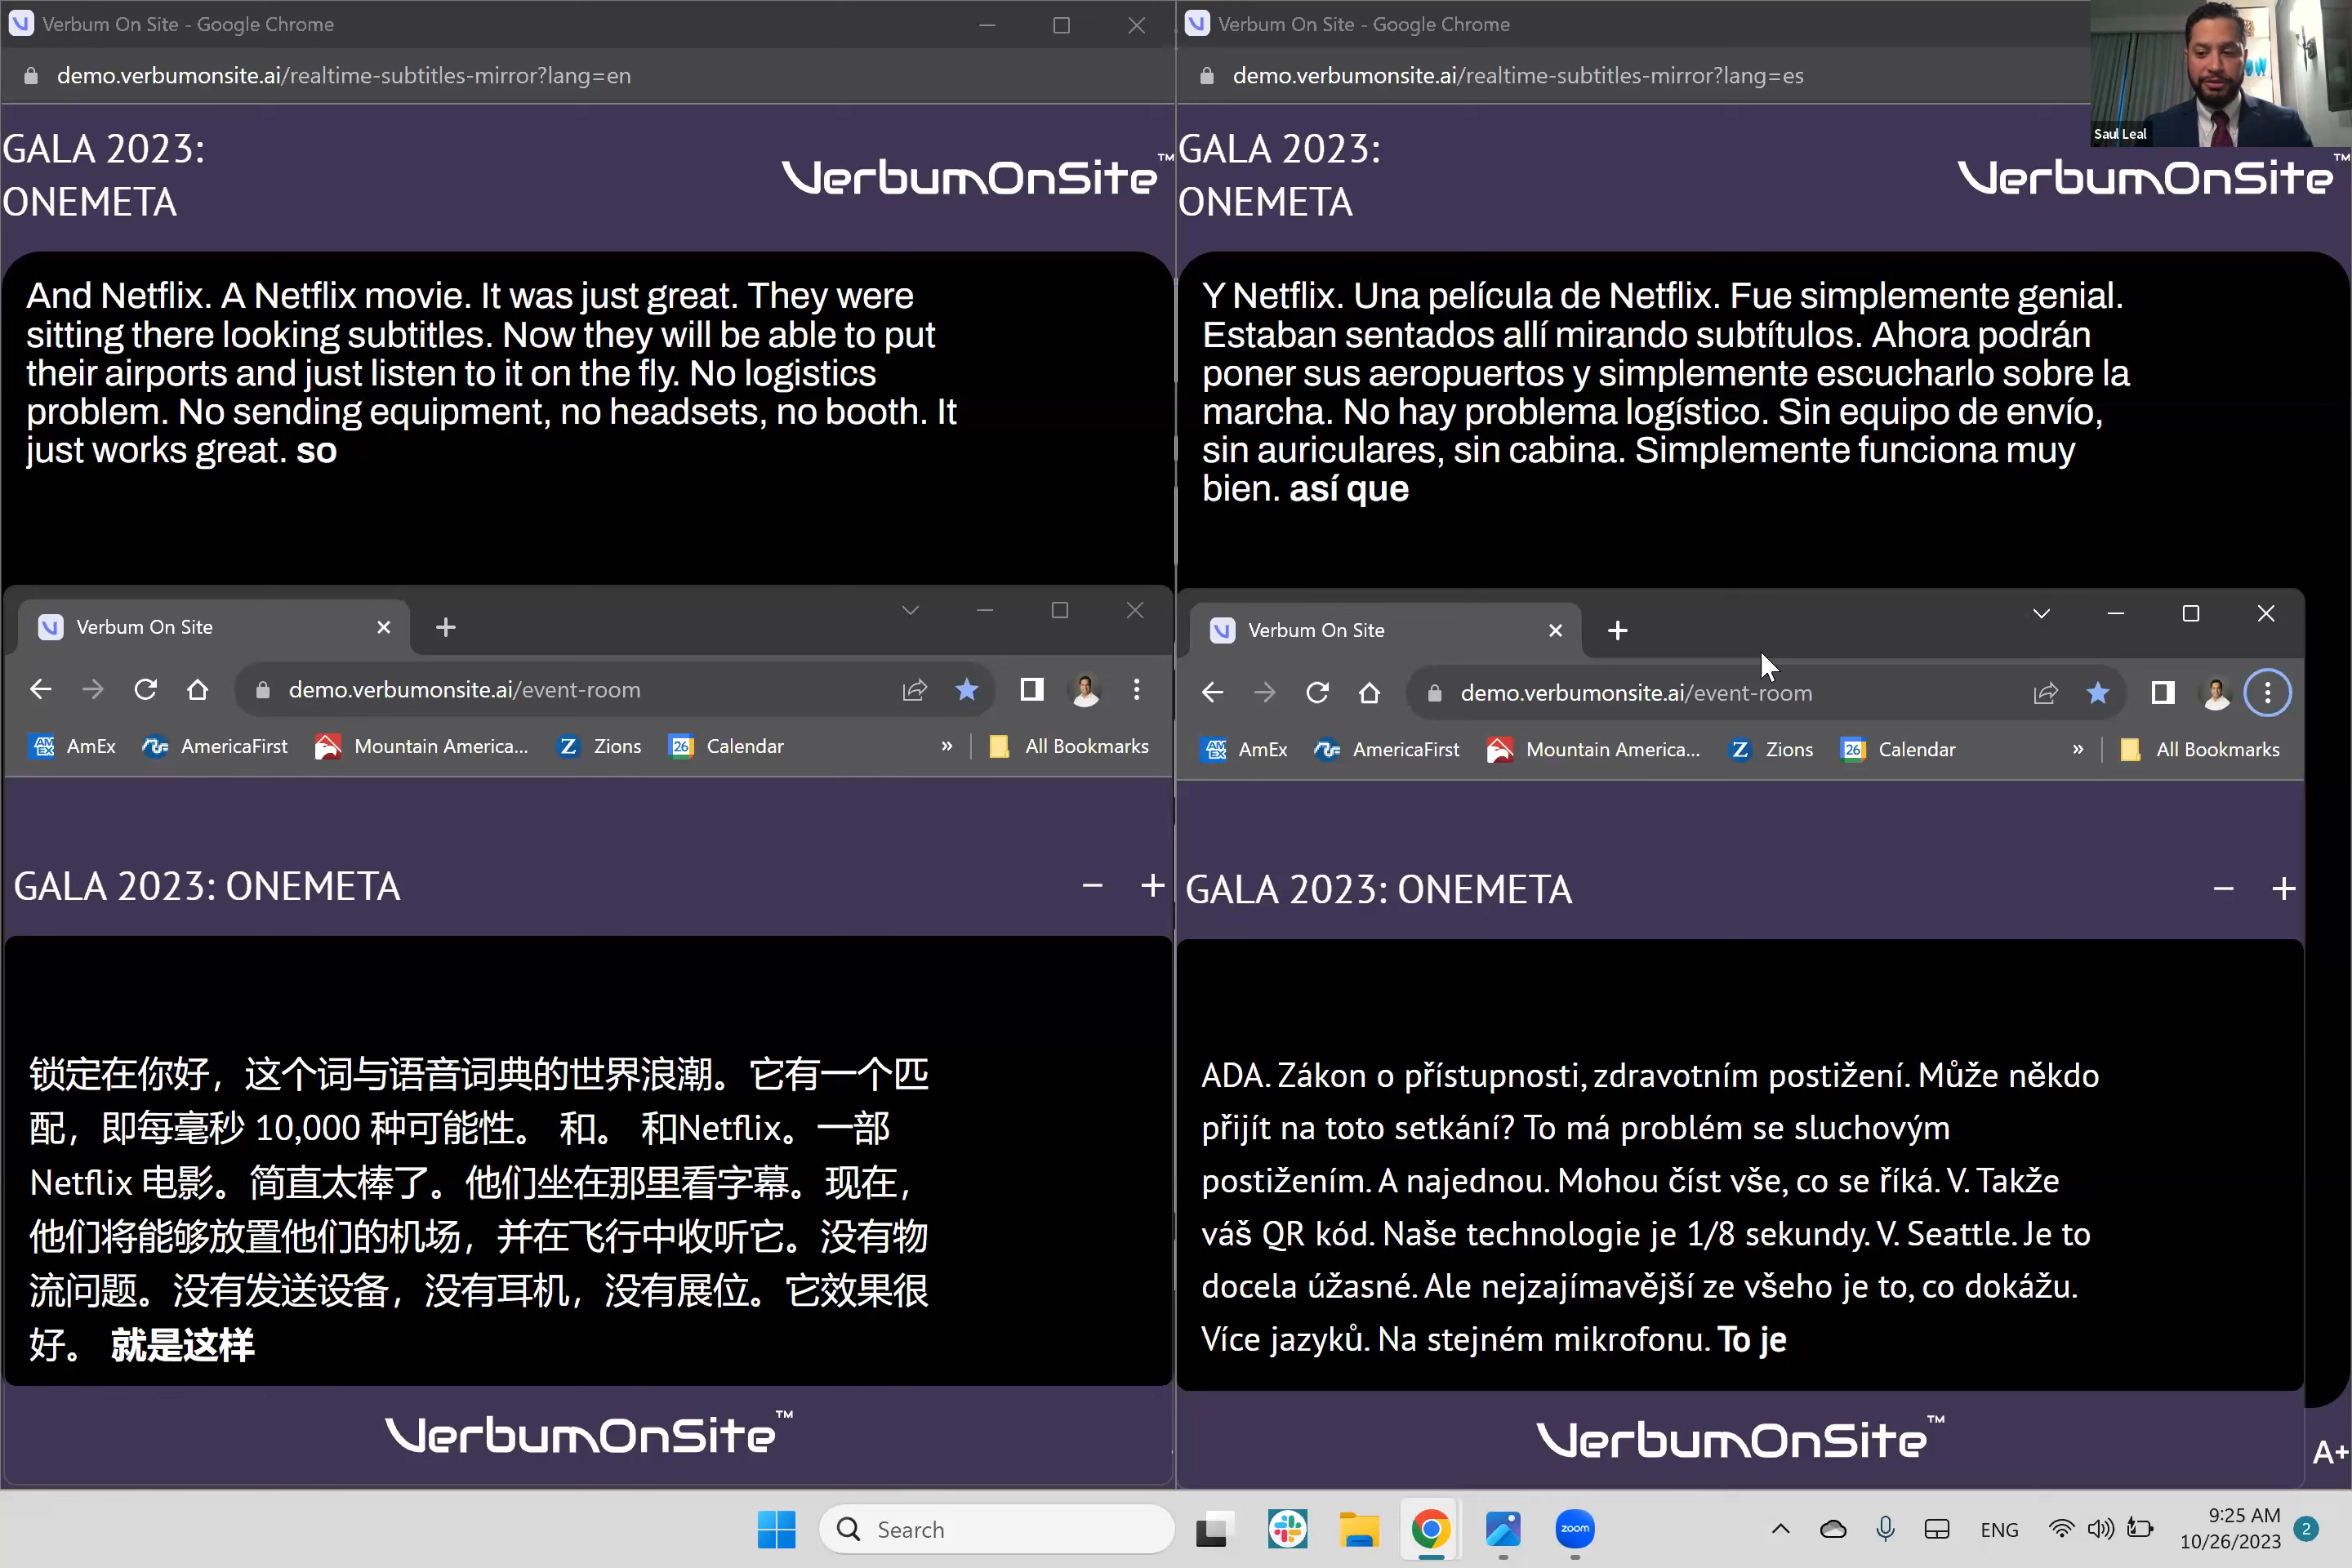 Verbum On Site - Google Chrome
demo.verbumonsite.ai/realtime-subtitles-mirror?lang=en
GALA 2023:
ONEMETA
VerbumOnSite™
And Netflix. A Netflix movie. It was just great. They were
sitting there looking subtitles. Now they will be able to put
their airports and just listen to it on the fly. No logistics
problem. No sending equipment, no headsets, no booth. It
just works great. so
Verbum On Site - Google Chrome
demo.verbumonsite.ai/realtime-subtitles-mirror?lang=es
Saul Leal
GALA 2023:
ONEMETA
VerbumOnSite™
Y Netflix. Una película de Netflix. Fue simplemente genial.
Estaban sentados allí mirando subtítulos. Ahora podrán
poner sus aeropuertos y simplemente escucharlo sobre la
marcha. No hay problema logístico. Sin equipo de envío,
sin auriculares, sin cabina. Simplemente funciona muy
bien. así que
Verbum On Site
demo.verbumonsite.ai/event-room
AM EX AmEx AmericaFirst Mountain America... Z Zions 26 Calendar » All Bookmarks
GALA 2023: ONEMETA − +
锁定在你好，这个词与语音词典的世界浪潮。它有一个匹
配，即每毫秒 10,000 种可能性。 和。 和Netflix。一部
Netflix 电影。简直太棒了。他们坐在那里看字幕。现在，
他们将能够放置他们的机场，并在飞行中收听它。没有物
流问题。没有发送设备，没有耳机，没有展位。它效果很
好。 就是这样
VerbumOnSite™
Verbum On Site
demo.verbumonsite.ai/event-room
AM EX AmEx AmericaFirst Mountain America... Z Zions 26 Calendar » All Bookmarks
GALA 2023: ONEMETA − +
ADA. Zákon o přístupnosti, zdravotním postižení. Může někdo
přijít na toto setkání? To má problém se sluchovým
postižením. A najednou. Mohou číst vše, co se říká. V. Takže
váš QR kód. Naše technologie je 1/8 sekundy. V. Seattle. Je to
docela úžasné. Ale nejzajímavější ze všeho je to, co dokážu.
Více jazyků. Na stejném mikrofonu. To je
VerbumOnSite™
A+
Search
zoom
ENG
9:25 AM
10/26/2023
2